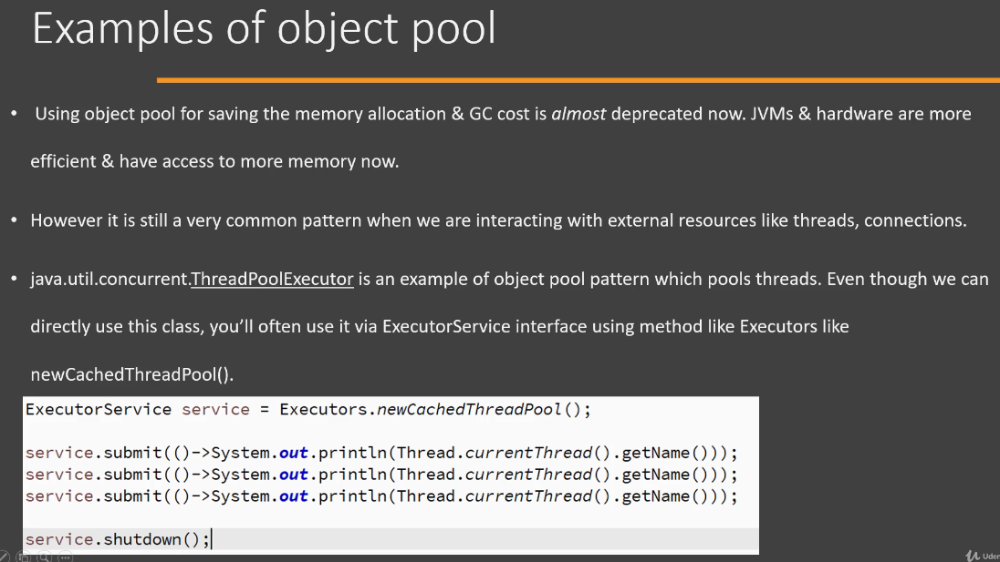 Examples of object pool
• Using object pool for saving the memory allocation & GC cost is almost deprecated now. JVMs & hardware are more
efficient & have access to more memory now.
• However it is still a very common pattern when we are interacting with external resources like threads, connections.
• java.util.concurrent.ThreadPoolExecutor is an example of object pool pattern which pools threads. Even though we can
directly use this class, you’ll often use it via ExecutorService interface using method like Executors like
newCachedThreadPool().
ExecutorService service = Executors.newCachedThreadPool();
service.submit(()->System.out.println(Thread.currentThread().getName()));
service.submit(()->System.out.println(Thread.currentThread().getName()));
service.submit(()->System.out.println(Thread.currentThread().getName()));
service.shutdown();